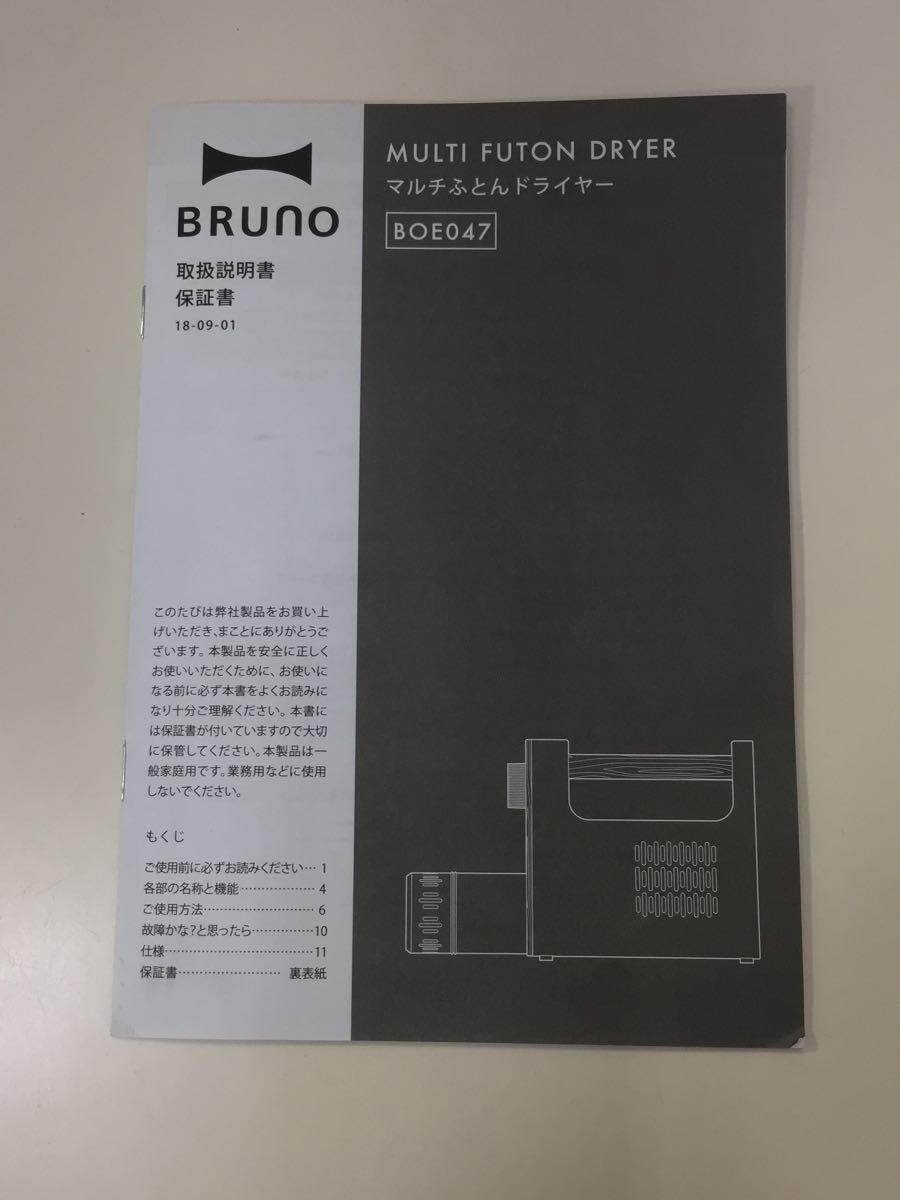 BRUNO
取扱説明書
保証書
18-09-01
MULTI FUTON DRYER
マルチふとんドライヤー
BOE047
このたびは弊社製品をお買い上
げいただき、まことにありがとうご
ざいます。本製品を安全に正しく
お使いいただくために、お使いに
なる前に必ず本書をよくお読みに
なり十分ご理解ください。本書に
は保証書が付いていますので大切
に保管してください。本製品は一
般家庭用です。業務用などに使用
しないでください。
もくじ
ご使用前に必ずお読みください… 1
各部の名称と機能……………… 4
ご使用方法……………………… 6
故障かな?と思ったら……………10
仕様………………………………11
保証書…………………… 裏表紙